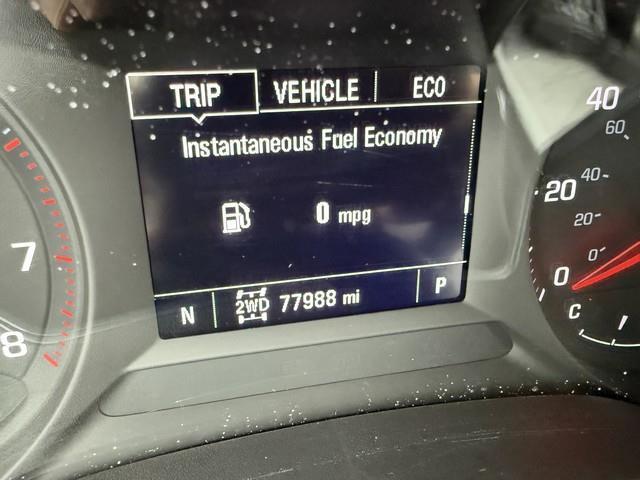 TRIP VEHICLE ECO
Instantaneous Fuel Economy
0 mpg
N 2WD 77988 mi P
7
8
40
60
20
40
20
0
0
C